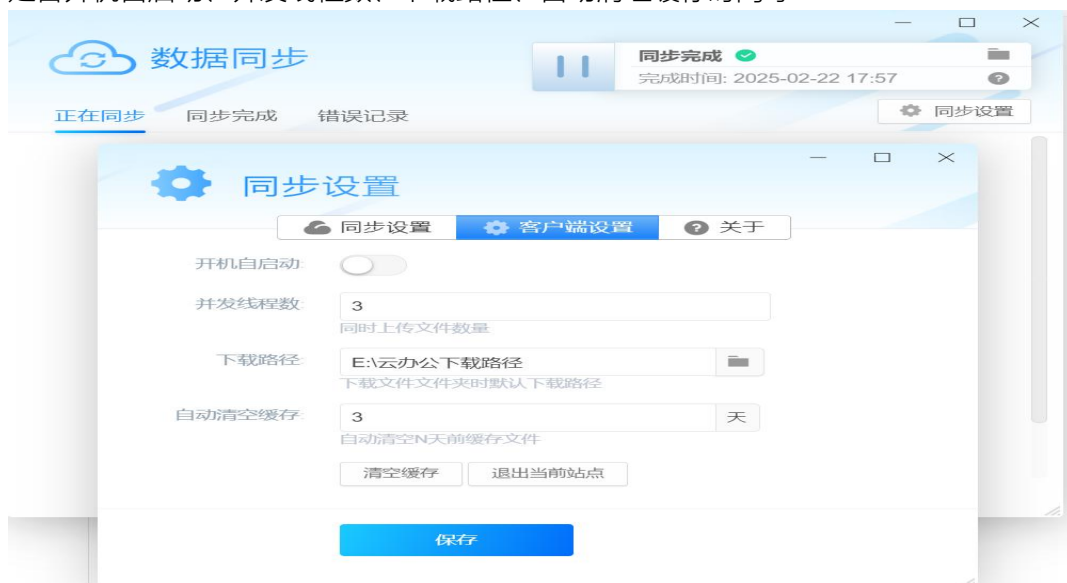 数据同步
同步完成
完成时间: 2025-02-22 17:57
正在同步 同步完成 错误记录
同步设置
同步设置
同步设置 客户端设置 关于
开机自启动:
并发线程数: 3
同时上传文件数量
下载路径: E:\云办公下载路径
下载文件文件夹时默认下载路径
自动清空缓存: 3 天
自动清空N天前缓存文件
清空缓存 退出当前站点
保存